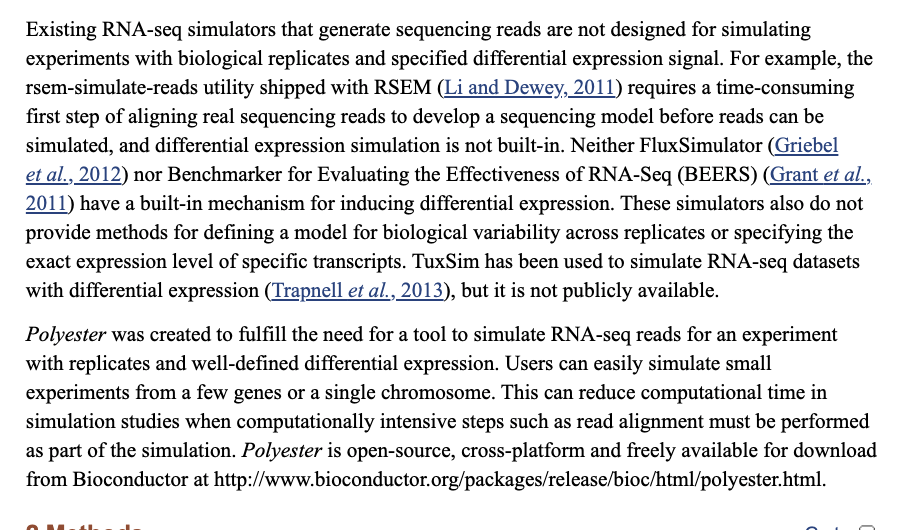 Existing RNA-seq simulators that generate sequencing reads are not designed for simulating
experiments with biological replicates and specified differential expression signal. For example, the
rsem-simulate-reads utility shipped with RSEM (Li and Dewey, 2011) requires a time-consuming
first step of aligning real sequencing reads to develop a sequencing model before reads can be
simulated, and differential expression simulation is not built-in. Neither FluxSimulator (Griebel
et al., 2012) nor Benchmarker for Evaluating the Effectiveness of RNA-Seq (BEERS) (Grant et al.,
2011) have a built-in mechanism for inducing differential expression. These simulators also do not
provide methods for defining a model for biological variability across replicates or specifying the
exact expression level of specific transcripts. TuxSim has been used to simulate RNA-seq datasets
with differential expression (Trapnell et al., 2013), but it is not publicly available.
Polyester was created to fulfill the need for a tool to simulate RNA-seq reads for an experiment
with replicates and well-defined differential expression. Users can easily simulate small
experiments from a few genes or a single chromosome. This can reduce computational time in
simulation studies when computationally intensive steps such as read alignment must be performed
as part of the simulation. Polyester is open-source, cross-platform and freely available for download
from Bioconductor at http://www.bioconductor.org/packages/release/bioc/html/polyester.html.